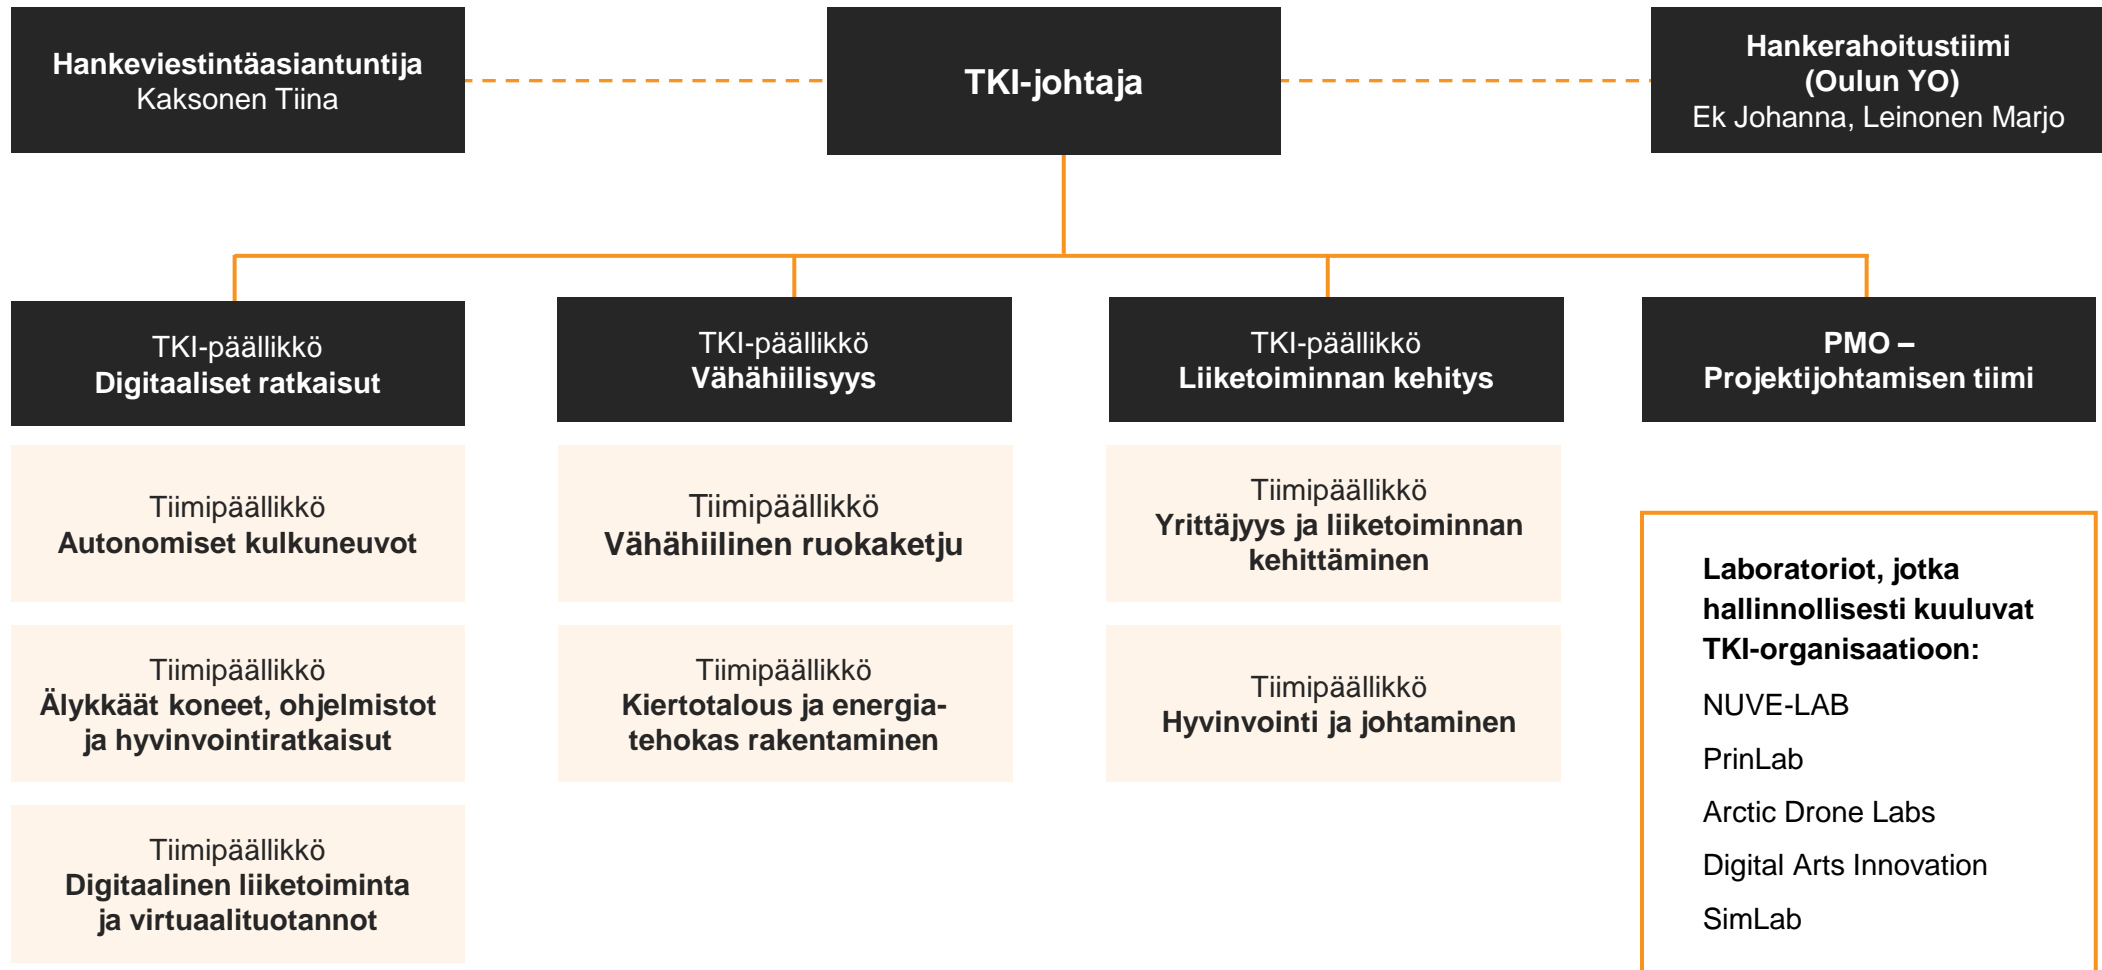 Hankeviestintäasiantuntija
Kaksonen Tiina
TKI-johtaja
Hankerahoitustiimi
(Oulun YO)
Ek Johanna, Leinonen Marjo
TKI-päällikkö
Digitaaliset ratkaisut
TKI-päällikkö
Vähähiilisyys
TKI-päällikkö
Liiketoiminnan kehitys
PMO –
Projektijohtamisen tiimi
Tiimipäällikkö
Autonomiset kulkuneuvot
Tiimipäällikkö
Älykkäät koneet, ohjelmistot
ja hyvinvointiratkaisut
Tiimipäällikkö
Digitaalinen liiketoiminta
ja virtuaalituotannot
Tiimipäällikkö
Vähähiilinen ruokaketju
Tiimipäällikkö
Kiertotalous ja energia-
tehokas rakentaminen
Tiimipäällikkö
Yrittäjyys ja liiketoiminnan
kehittäminen
Tiimipäällikkö
Hyvinvointi ja johtaminen
Laboratoriot, jotka
hallinnollisesti kuuluvat
TKI-organisaatioon:
NUVE-LAB
PrinLab
Arctic Drone Labs
Digital Arts Innovation
SimLab